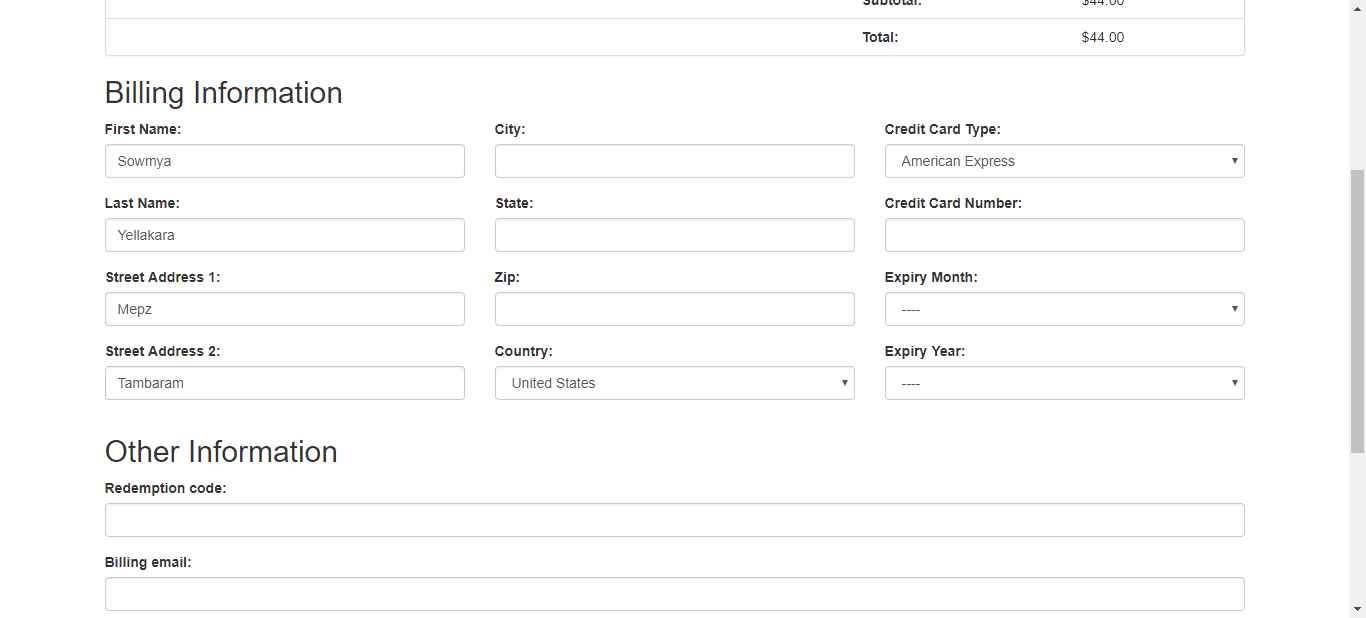 Subtotal: $44.00
Total: $44.00
Billing Information
First Name: City: Credit Card Type:
Sowmya American Express
Last Name: State: Credit Card Number:
Yellakara
Street Address 1: Zip: Expiry Month:
Mepz ----
Street Address 2: Country: Expiry Year:
Tambaram United States ----
Other Information
Redemption code:
Billing email: